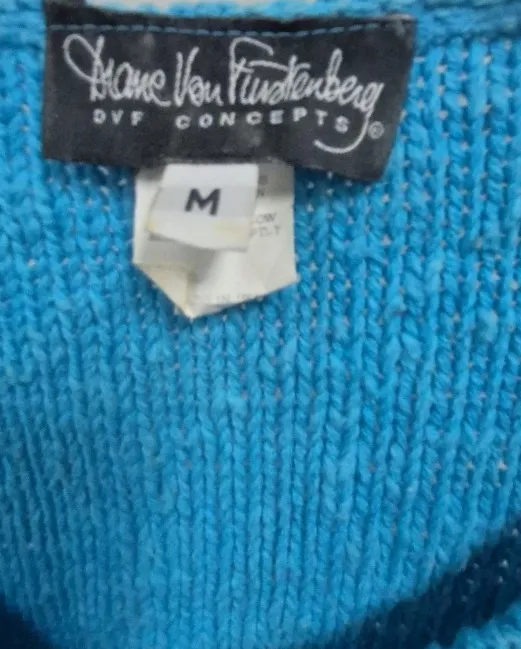 Diane Von Furstenberg
DVF CONCEPTS ®
M